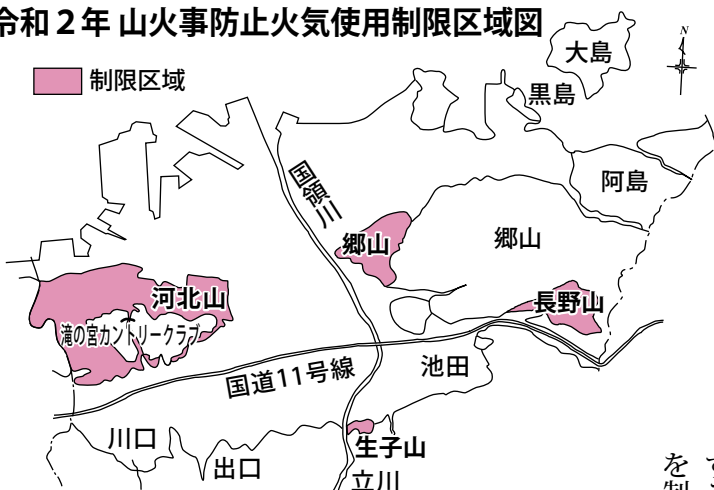 令和２年 山火事防止火気使用制限区域図
制限区域
大島
N
黒島
阿島
国領川
郷山
郷山
長野山
河北山
滝の宮カントリークラブ
国道11号線
池田
川口
出口
生子山
立川
を制